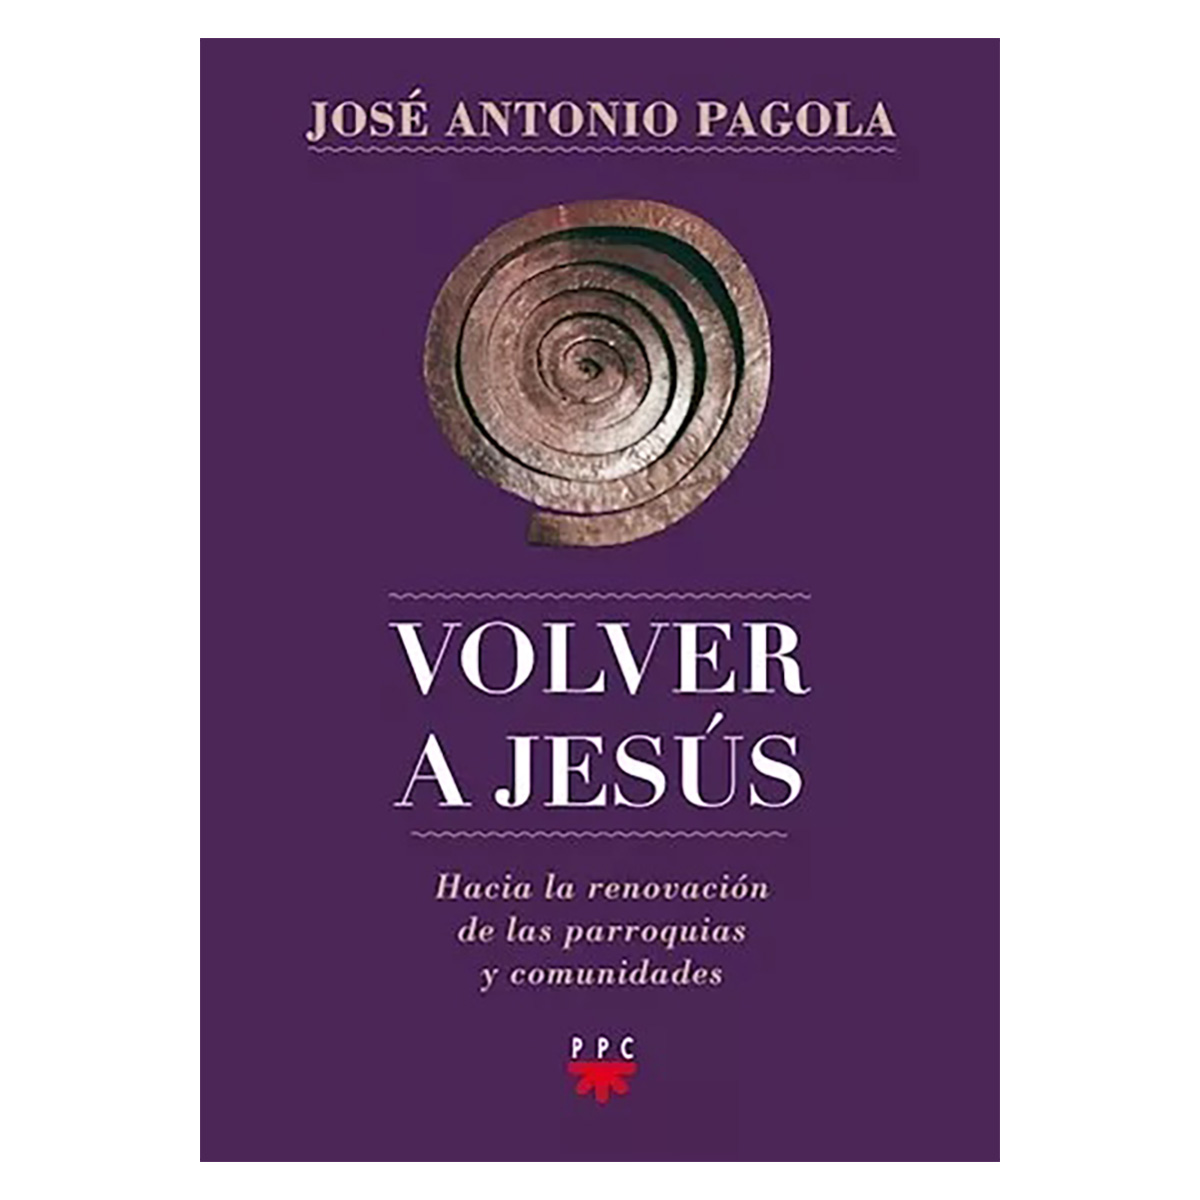 JOSÉ ANTONIO PAGOLA
VOLVER
A JESÚS
Hacia la renovación
de las parroquias
y comunidades
PPC